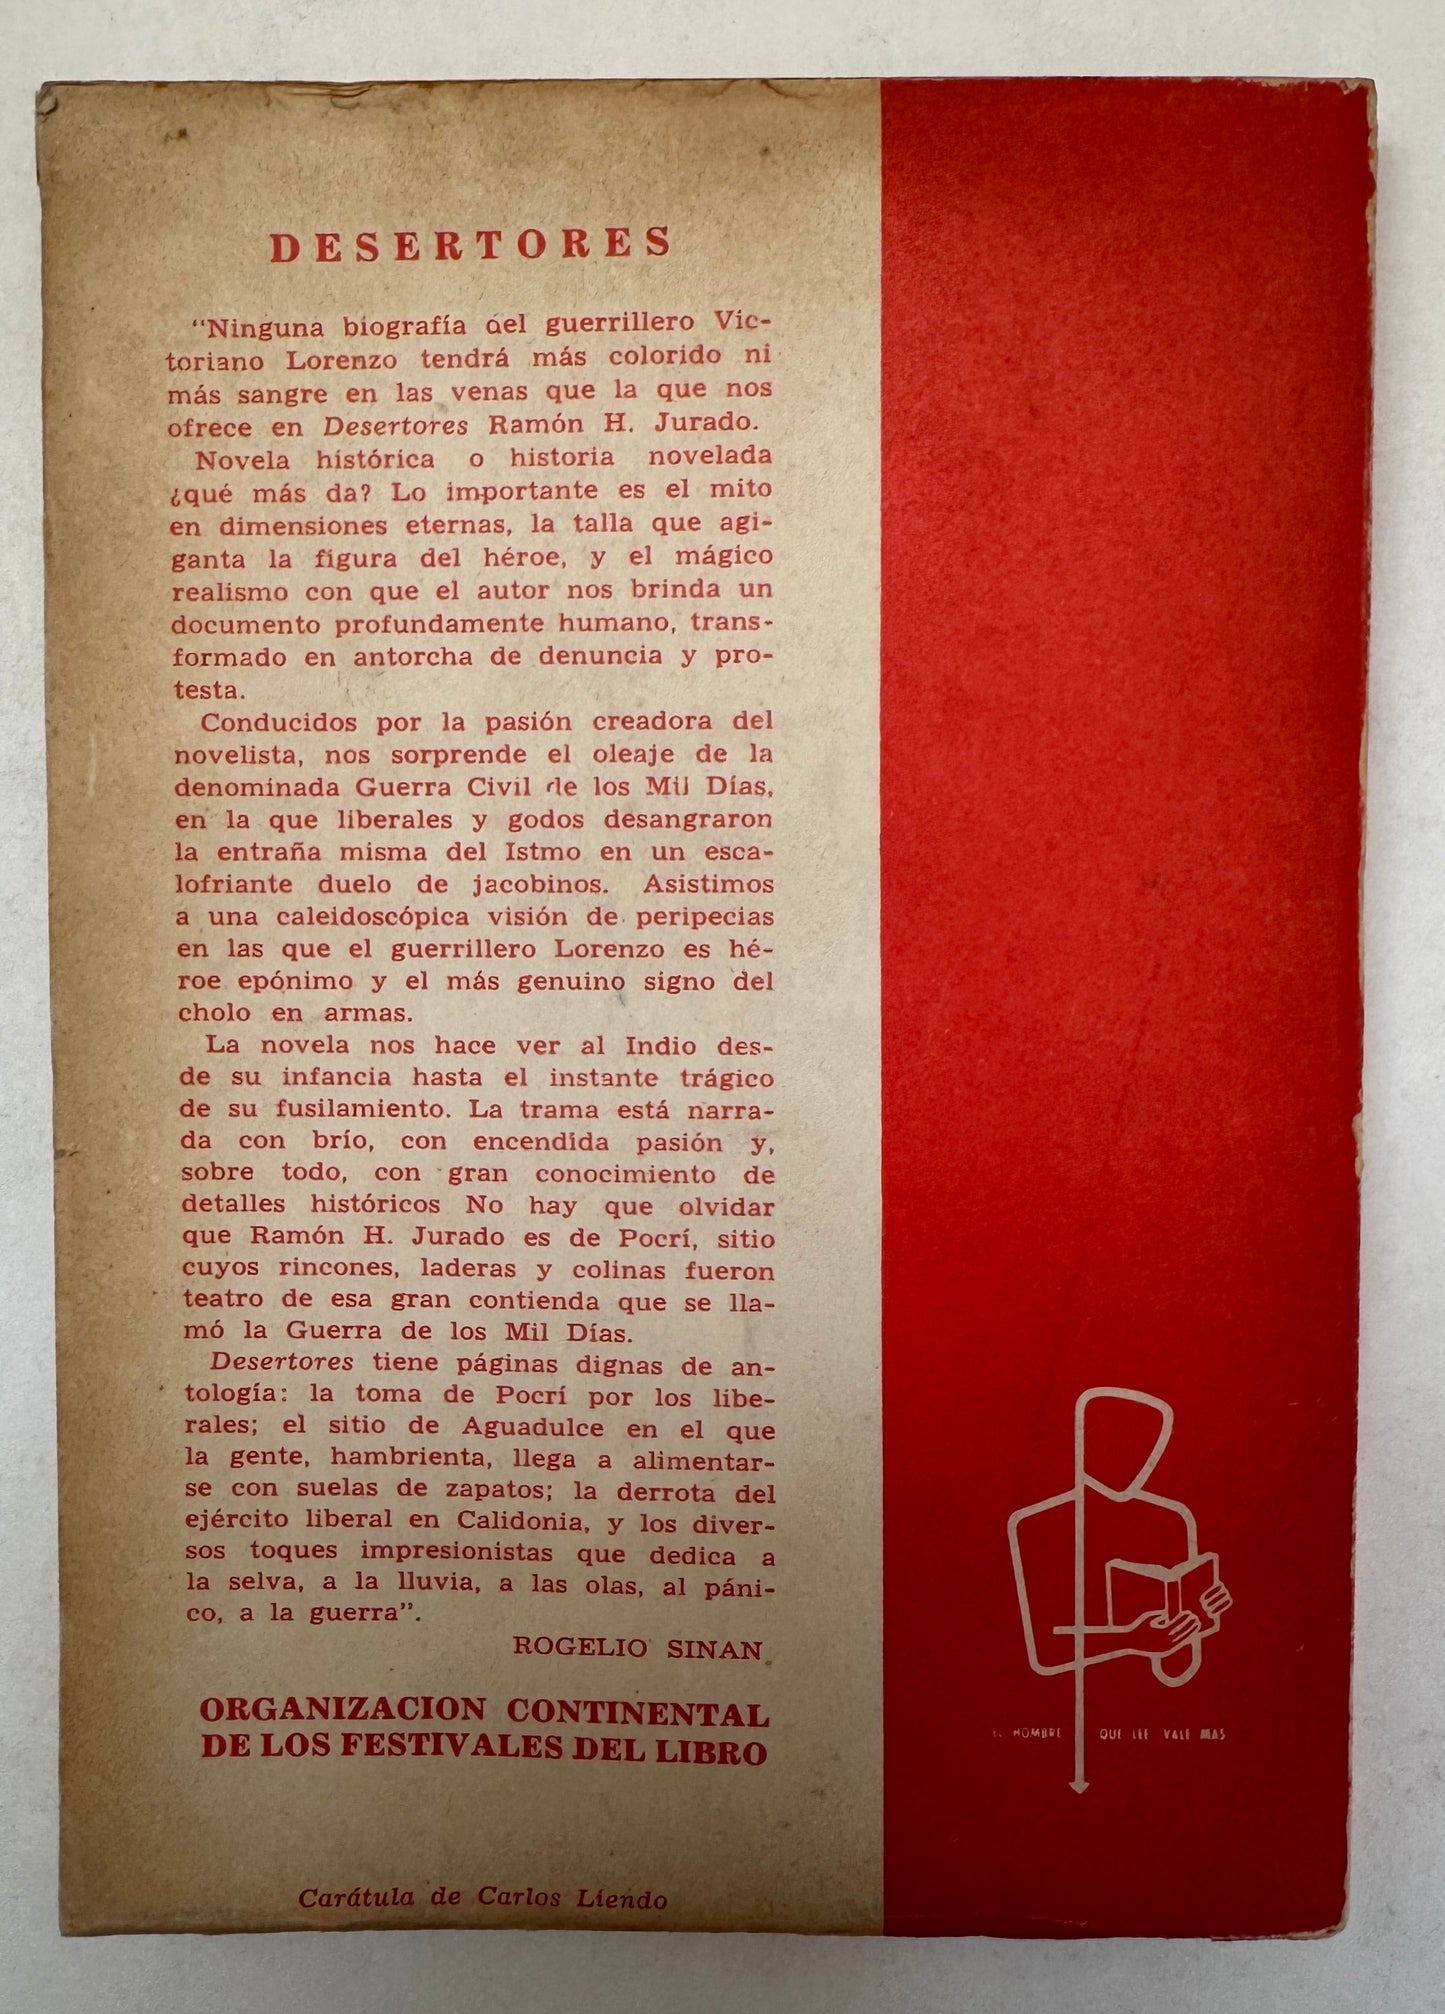 DESERTORES
"Ninguna biografía del guerrillero Vic-
toriano Lorenzo tendrá más colorido ni
más sangre en las venas que la que nos
ofrece en Desertores Ramón H. Jurado.
Novela histórica o historia novelada
¿qué más da? Lo importante es el mito
en dimensiones eternas, la talla que agi-
ganta la figura del héroe, y el mágico
realismo con que el autor nos brinda un
documento profundamente humano, trans-
formado en antorcha de denuncia y pro-
testa.
Conducidos por la pasión creadora del
novelista, nos sorprende el oleaje de la
denominada Guerra Civil de los Mil Días,
en la que liberales y godos desangraron
la entraña misma del Istmo en un esca-
lofriante duelo de jacobinos. Asistimos
a una caleidoscópica visión de peripecias
en las que el guerrillero Lorenzo es hé-
roe epónimo y el más genuino signo del
cholo en armas.
La novela nos hace ver al Indio des-
de su infancia hasta el instante trágico
de su fusilamiento. La trama está narra-
da con brío, con encendida pasión y,
sobre todo, con gran conocimiento de
detalles históricos No hay que olvidar
que Ramón H. Jurado es de Pocrí, sitio
cuyos rincones, laderas y colinas fueron
teatro de esa gran contienda que se lla-
mó la Guerra de los Mil Días.
Desertores tiene páginas dignas de an-
tología: la toma de Pocrí por los libe-
rales; el sitio de Aguadulce en el que
la gente, hambrienta, llega a alimentar-
se con suelas de zapatos; la derrota del
ejército liberal en Calidonia, y los diver-
sos toques impresionistas que dedica a
la selva, a la lluvia, a las olas, al páni-
co, a la guerra".
ROGELIO SINAN
ORGANIZACION CONTINENTAL
DE LOS FESTIVALES DEL LIBRO
Carátula de Carlos Liendo
EL HOMBRE QUE LEE VALE MAS